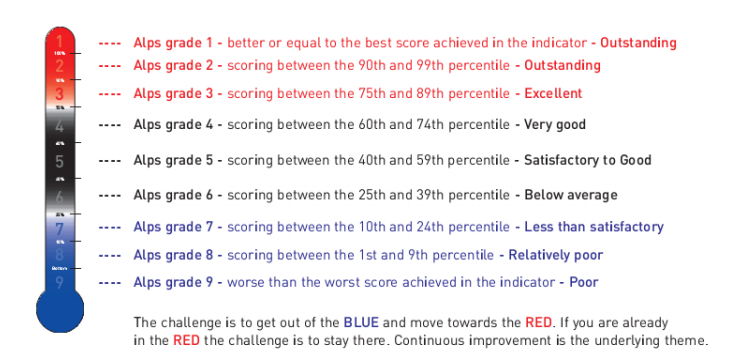 1
100%
---- Alps grade 1 - better or equal to the best score achieved in the indicator - Outstanding
2
---- Alps grade 2 - scoring between the 90th and 99th percentile - Outstanding
90%
3
---- Alps grade 3 - scoring between the 75th and 89th percentile - Excellent
75%
4
---- Alps grade 4 - scoring between the 60th and 74th percentile - Very good
5
---- Alps grade 5 - scoring between the 40th and 59th percentile - Satisfactory to Good
6
---- Alps grade 6 - scoring between the 25th and 39th percentile - Below average
25%
7
---- Alps grade 7 - scoring between the 10th and 24th percentile - Less than satisfactory
10%
8
---- Alps grade 8 - scoring between the 1st and 9th percentile - Relatively poor
Bottom
9
---- Alps grade 9 - worse than the worst score achieved in the indicator - Poor
The challenge is to get out of the BLUE and move towards the RED. If you are already
in the RED the challenge is to stay there. Continuous improvement is the underlying theme.